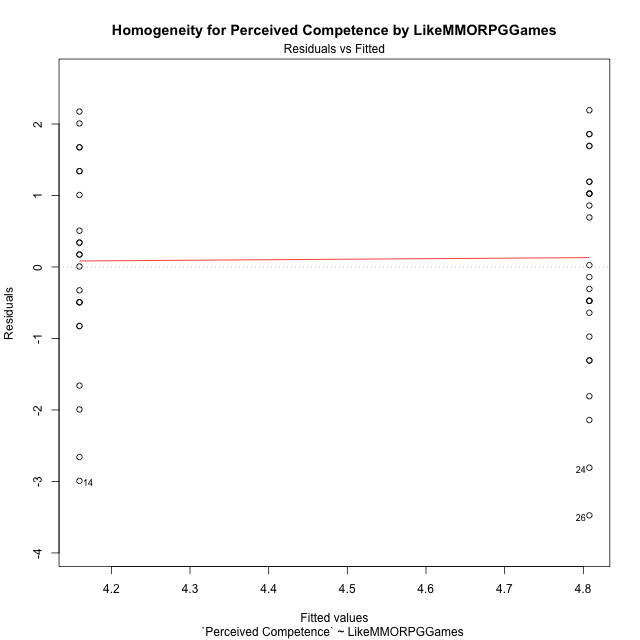 Homogeneity for Perceived Competence by LikeMMORPGGames
Residuals vs Fitted
2
1
0
-1
-2
-3
-4
Residuals
14
24
26
4.2 4.3 4.4 4.5 4.6 4.7 4.8
Fitted values
`Perceived Competence` ~ LikeMMORPGGames